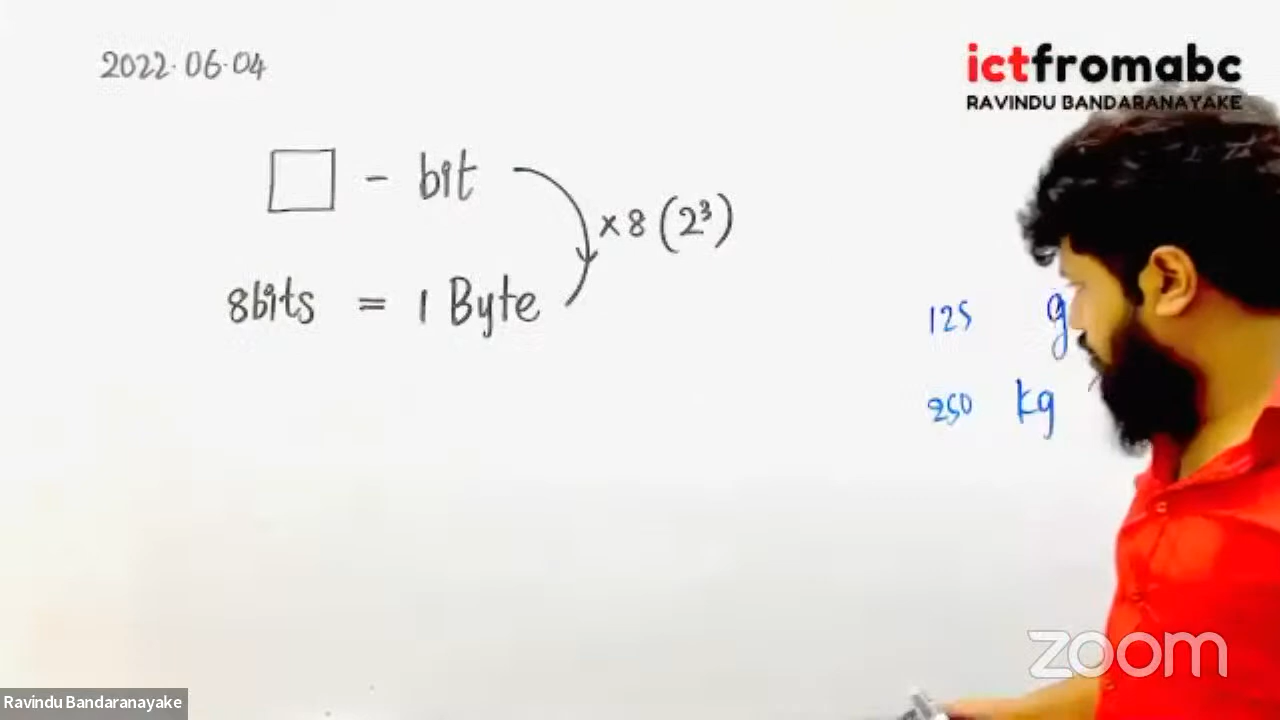 2022.06.04
ictfromabc
RAVINDU BANDARANAYAKE
- bit
×8 (2³)
8bits = 1 Byte
125 g
250 kg
zoom
Ravindu Bandaranayake